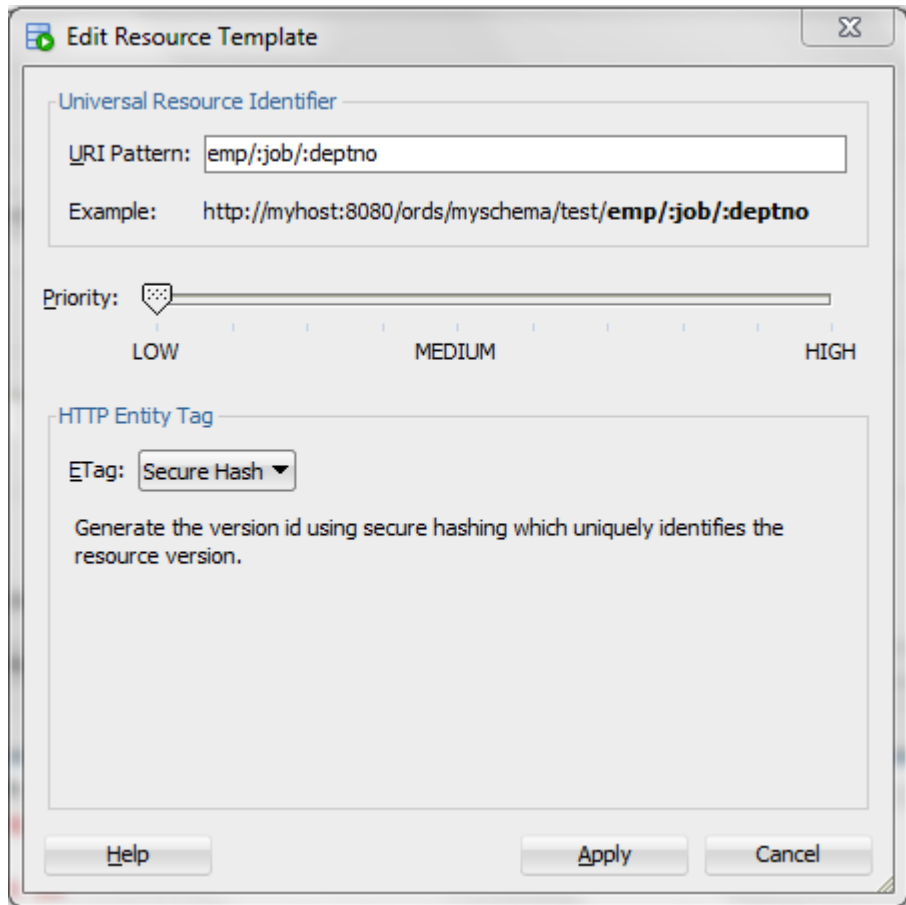 Edit Resource Template
Universal Resource Identifier
URI Pattern: emp/:job/:deptno
Example: http://myhost:8080/ords/myschema/test/emp/:job/:deptno
Priority:
LOW MEDIUM HIGH
HTTP Entity Tag
ETag: Secure Hash
Generate the version id using secure hashing which uniquely identifies the
resource version.
Help Apply Cancel